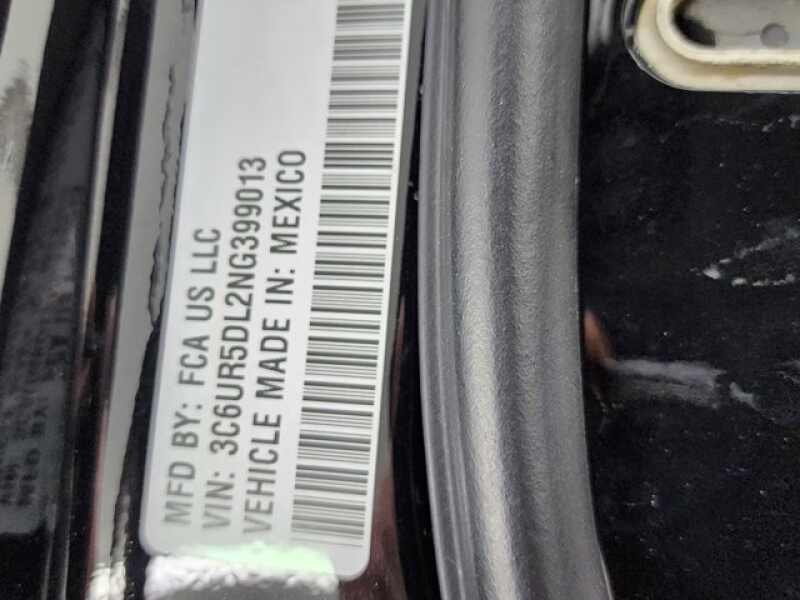 MFD BY: FCA US LLC
VIN: 3C6UR5DL2NG399013
VEHICLE MADE IN: MEXICO